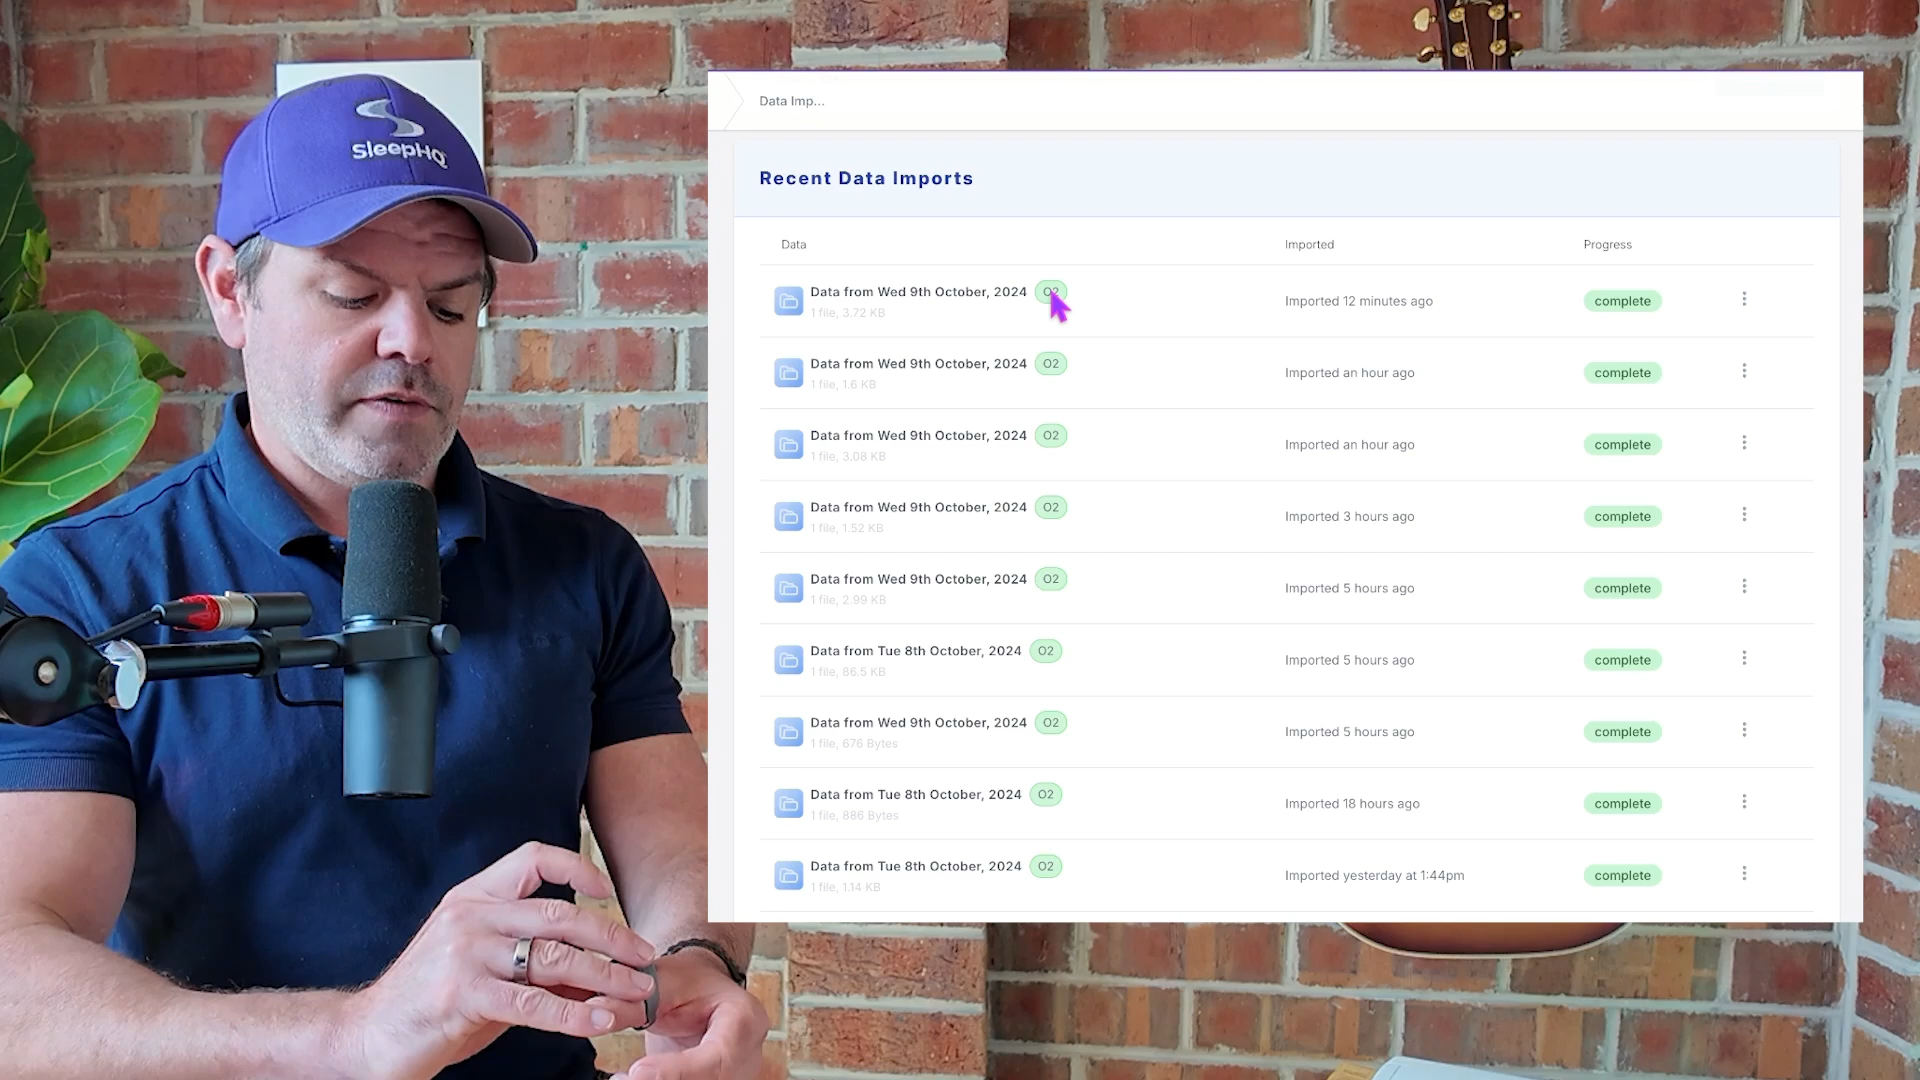 SleepHQ
Data Imp...
Recent Data Imports
Data Imported Progress
Data from Wed 9th October, 2024 O2
1 file, 3.72 KB
Imported 12 minutes ago
complete
Data from Wed 9th October, 2024 O2
1 file, 1.6 KB
Imported an hour ago
complete
Data from Wed 9th October, 2024 O2
1 file, 3.08 KB
Imported an hour ago
complete
Data from Wed 9th October, 2024 O2
1 file, 1.52 KB
Imported 3 hours ago
complete
Data from Wed 9th October, 2024 O2
1 file, 2.99 KB
Imported 5 hours ago
complete
Data from Tue 8th October, 2024 O2
1 file, 86.5 KB
Imported 5 hours ago
complete
Data from Wed 9th October, 2024 O2
1 file, 676 Bytes
Imported 5 hours ago
complete
Data from Tue 8th October, 2024 O2
1 file, 886 Bytes
Imported 18 hours ago
complete
Data from Tue 8th October, 2024 O2
1 file, 1.14 KB
Imported yesterday at 1:44pm
complete